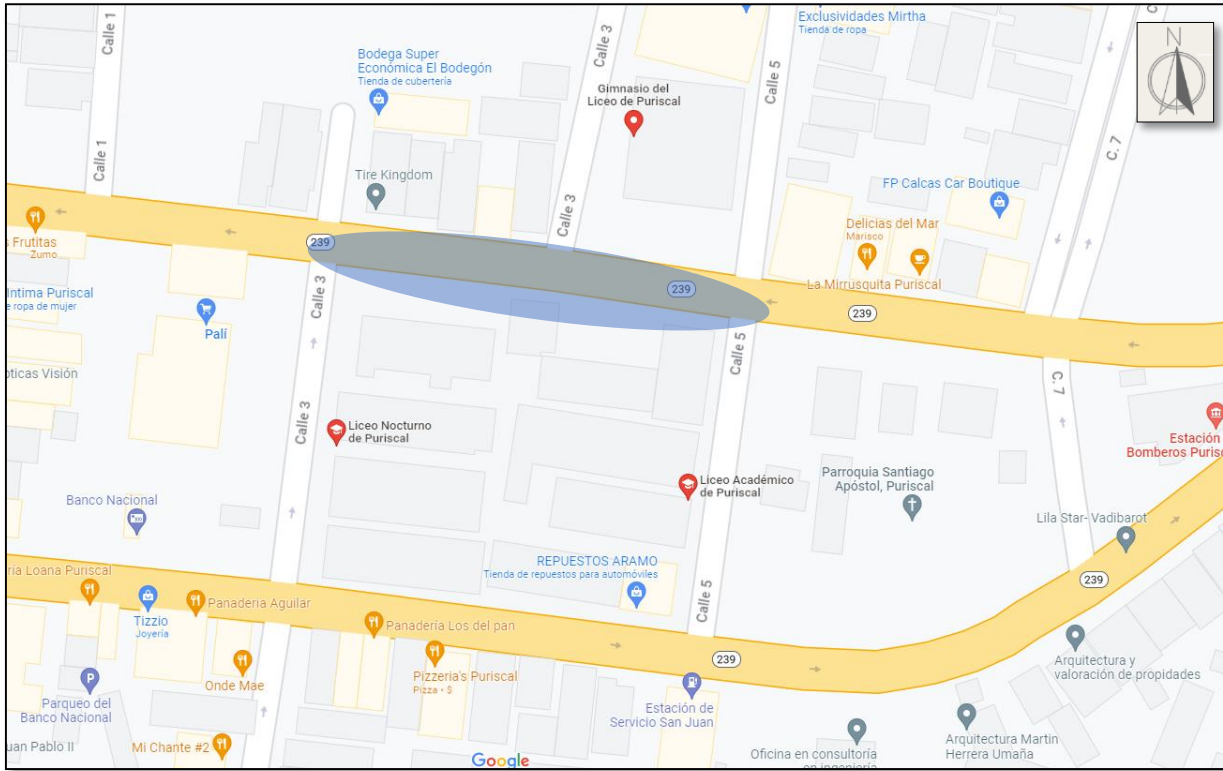 Calle 1
Calle 1
Calle 3
Calle 5
C.
N
Exclusividades Mirtha
Tienda de ropa
Bodega Super
Económica El Bodegón
Tienda de cubertería
Gimnasio del
Liceo de Puriscal
C. 7
Tire Kingdom
FP Calcas Car Boutique
Calle 3
Delicias del Mar
Marisco
239
s Frutitas
Zumo
La Mirrusquita Puriscal
239
239
Intima Puriscal
e ropa de mujer
Calle 3
Palí
Calle 5
C. 7
pticas Visión
Calle 3
Liceo Nocturno
de Puriscal
Estación
Bomberos Purisc
Liceo Académico
de Puriscal
Parroquia Santiago
Apóstol, Puriscal
Banco Nacional
Lila Star- Vadibarot
REPUESTOS ARAMO
Tienda de repuestos para automóviles
239
ria Loana Puriscal
Calle 5
Panaderia Aguilar
Tizzio
Joyería
Panadería Los del pan
239
Onde Mae
Pizzeria's Puriscal
Pizza • $
Arquitectura y
valoración de propidades
P
Parqueo del
Banco Nacional
Estación de
Servicio San Juan
uan Pablo II
Mi Chante #2
Google
Oficina en consultoría
en ingeniería
Arquitectura Martin
Herrera Umaña